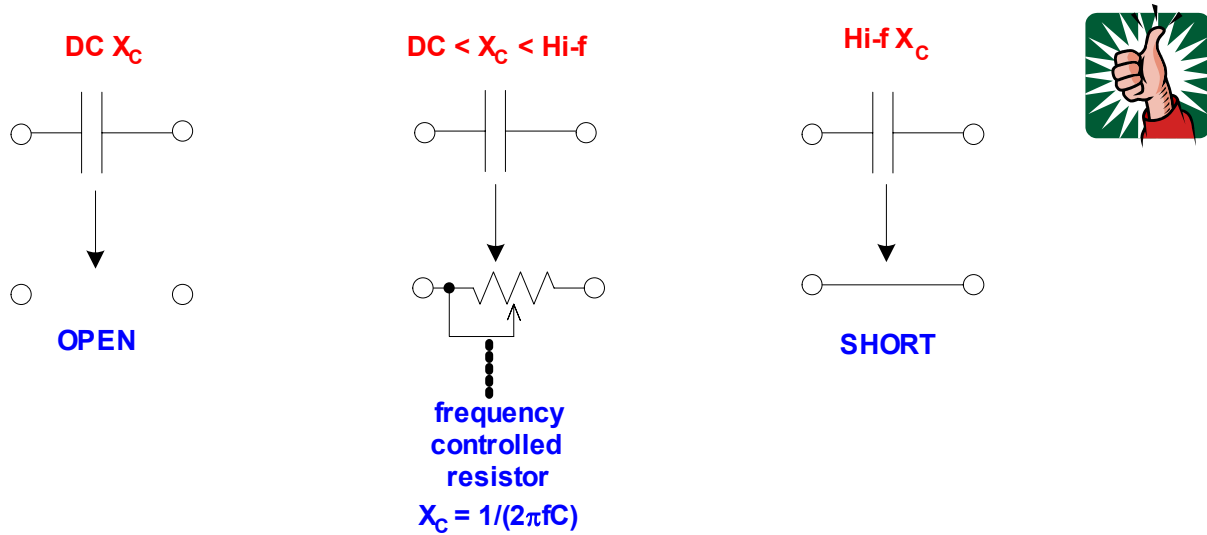 DC X_C
DC < X_C < Hi-f
Hi-f X_C
OPEN
SHORT
frequency
controlled
resistor
X_C = 1/(2πfC)